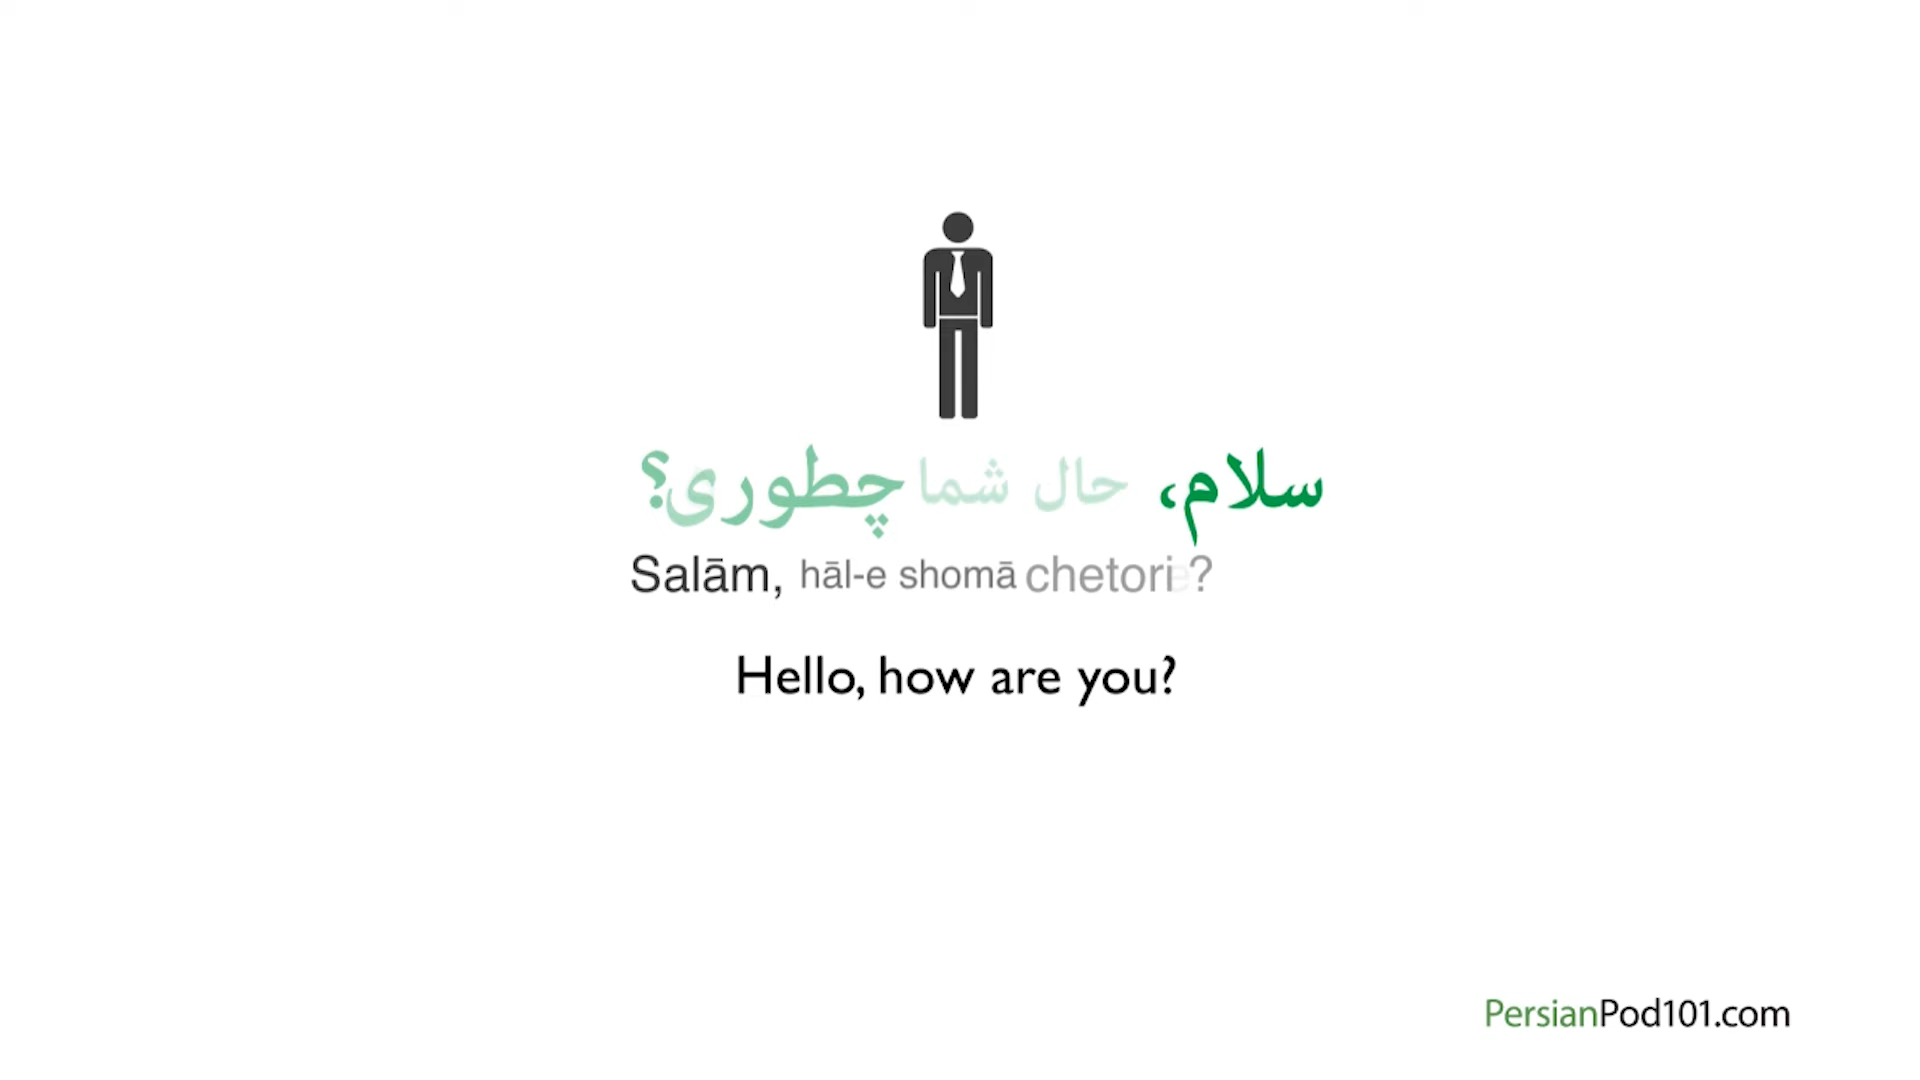 سلام، حال شما چطوری؟
Salām, hāl-e shomā chetori?
Hello, how are you?
PersianPod101.com